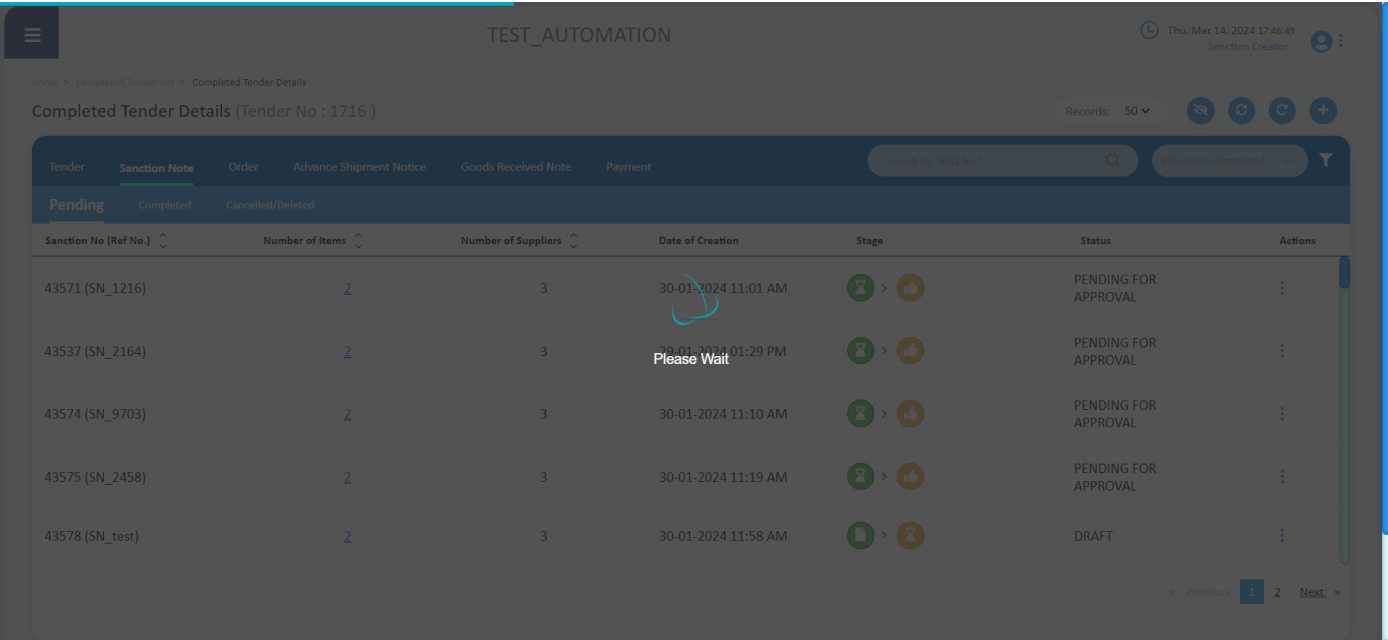 TEST_AUTOMATION
Thu, Mar 14, 2024 17:46:49
Sanction Creator
Home > Completed Tender List > Completed Tender Details
Completed Tender Details (Tender No : 1716 )
Records: 50
Tender Sanction Note Order Advance Shipment Notice Goods Received Note Payment
Search by "RFQ No." Discussion Happened
Pending Completed Cancelled/Deleted
Sanction No (Ref No.) Number of Items Number of Suppliers Date of Creation Stage Status Actions
43571 (SN_1216) 2 3 30-01-2024 11:01 AM > PENDING FOR
APPROVAL
43537 (SN_2164) 2 3 29-01-2024 01:29 PM > PENDING FOR
APPROVAL
Please Wait
43574 (SN_9703) 2 3 30-01-2024 11:10 AM > PENDING FOR
APPROVAL
43575 (SN_2458) 2 3 30-01-2024 11:19 AM > PENDING FOR
APPROVAL
43578 (SN_test) 2 3 30-01-2024 11:58 AM > DRAFT
« Previous 1 2 Next »